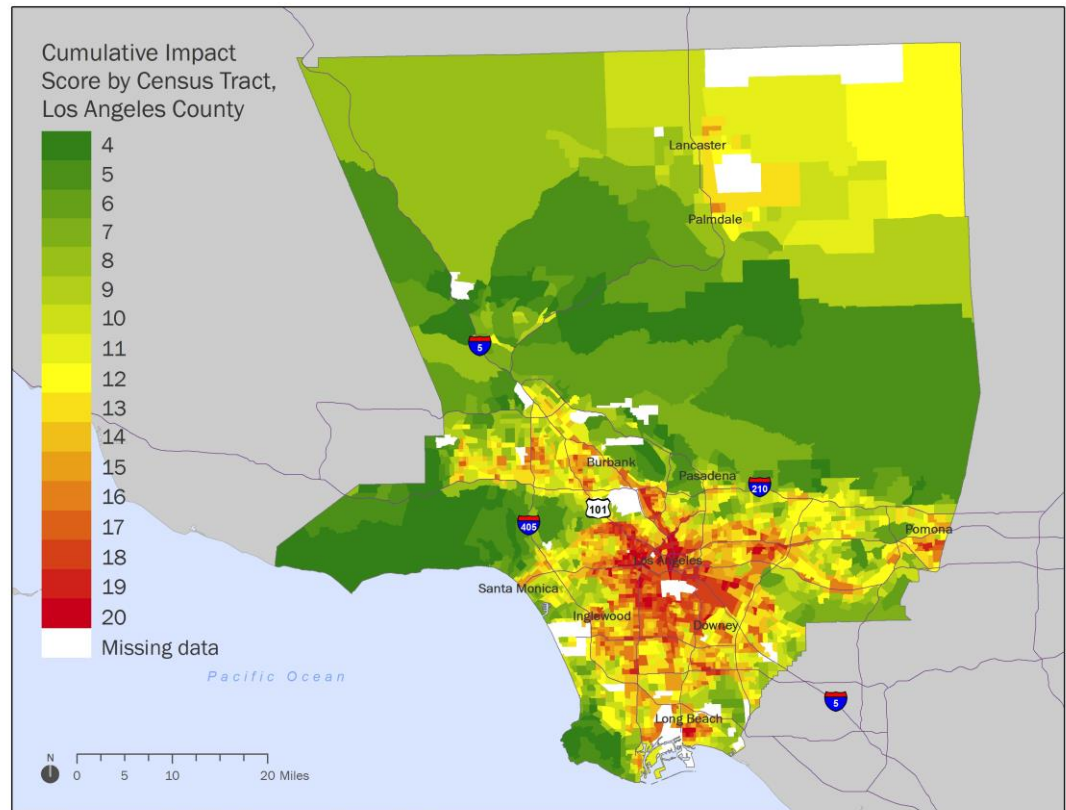 Cumulative Impact
Score by Census Tract,
Los Angeles County
4
5
6
7
8
9
10
11
12
13
14
15
16
17
18
19
20
Missing data
Lancaster
Palmdale
5
Burbank
Pasadena
210
101
405
Pomona
Los Angeles
Santa Monica
Inglewood
Downey
5
Long Beach
Pacific Ocean
N
0 5 10 20 Miles